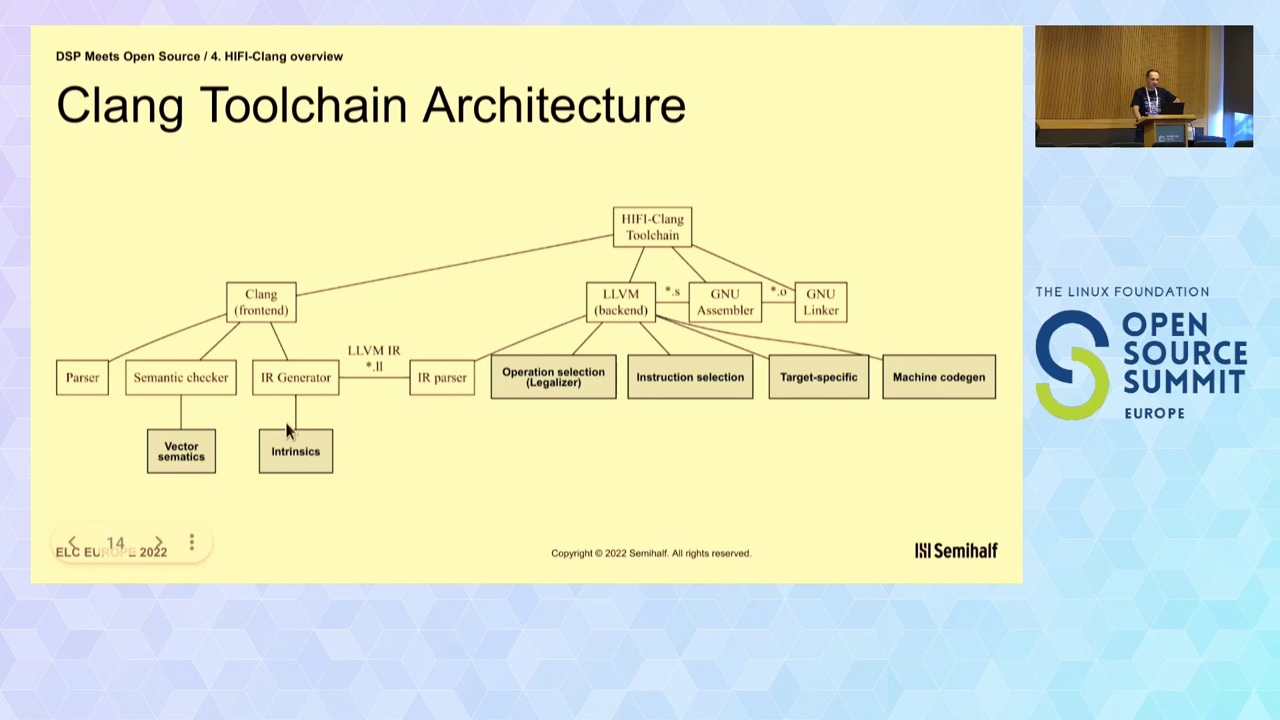 DSP Meets Open Source / 4. HIFI-Clang overview
Clang Toolchain Architecture
HIFI-Clang
Toolchain
Clang
(frontend)
LLVM
(backend)
*.s
GNU
Assembler
*.o
GNU
Linker
Parser
Semantic checker
IR Generator
LLVM IR
*.ll
IR parser
Operation selection
(Legalizer)
Instruction selection
Target-specific
Machine codegen
Vector
sematics
Intrinsics
14
ELC EUROPE 2022
Copyright © 2022 Semihalf. All rights reserved.
Semihalf
THE LINUX FOUNDATION
OPEN
SOURCE
SUMMIT
EUROPE